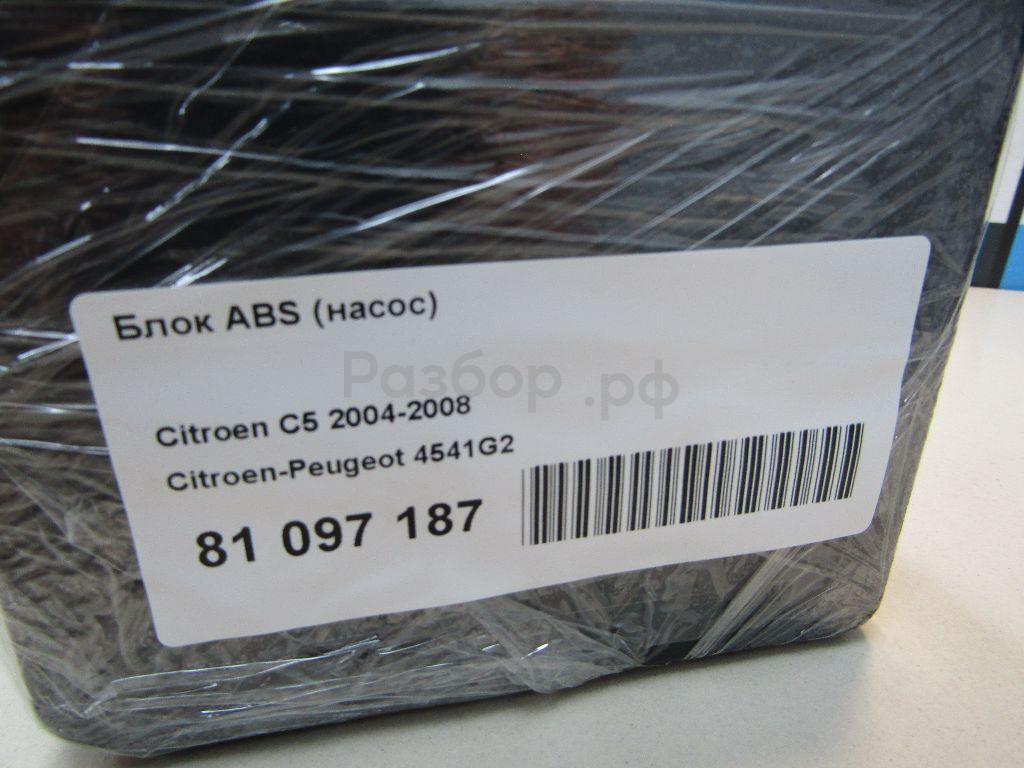 Блок ABS (насос)
Разбор.рф
Citroen C5 2004-2008
Citroen-Peugeot 4541G2
81 097 187